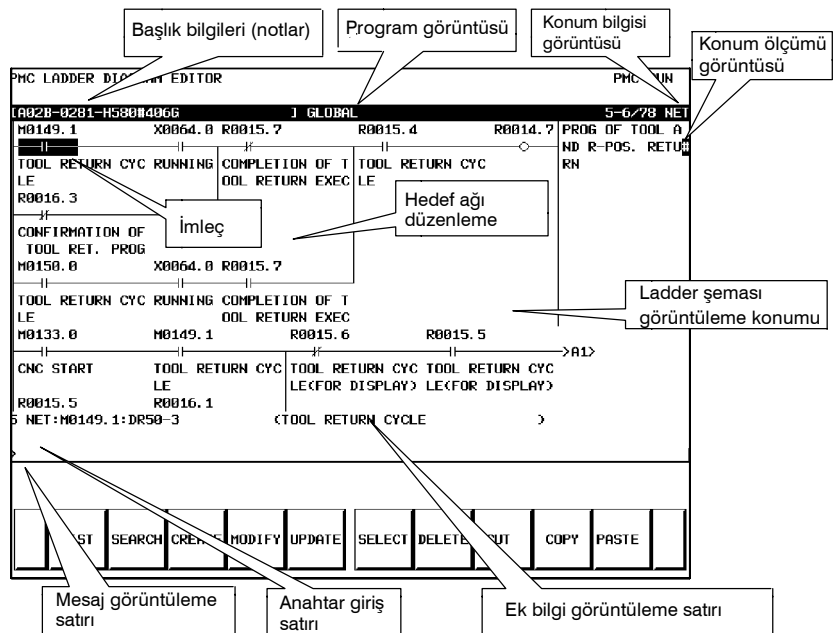 Başlık bilgileri (notlar)
Program görüntüsü
Konum bilgisi
görüntüsü
Konum ölçümü
görüntüsü
PMC LADDER EDITOR
PMC
[A02B-0281-H580#406G ] GLOBAL 5-6/78 NET
M0149.1 X0064.0 R0015.7 R0015.4 R0014.7 PROG OF TOOL A
ND R-POS. RETU#
TOOL RETURN CYC RUNNING COMPLETION OF T TOOL RETURN CYC RN
LE OOL RETURN EXEC LE
R0016.3
İmleç
Hedef ağı
düzenleme
CONFIRMATION OF
TOOL RET. PROG
M0150.0 X0064.0 R0015.7
TOOL RETURN CYC RUNNING COMPLETION OF T
LE OOL RETURN EXEC
Ladder şeması
görüntüleme konumu
M0133.0 M0149.1 R0015.6 R0015.5
>A1>
CNC START TOOL RETURN CYC TOOL RETURN CYC TOOL RETURN CYC
LE LE(FOR DISPLAY) LE(FOR DISPLAY)
R0015.5 R0016.1
5 NET:M0149.1:DR50-3 (TOOL RETURN CYCLE )
>
SEARCH MODIFY UPDATE SELECT DELETE COPY PASTE
Mesaj görüntüleme
satırı
Anahtar giriş
satırı
Ek bilgi görüntüleme satırı